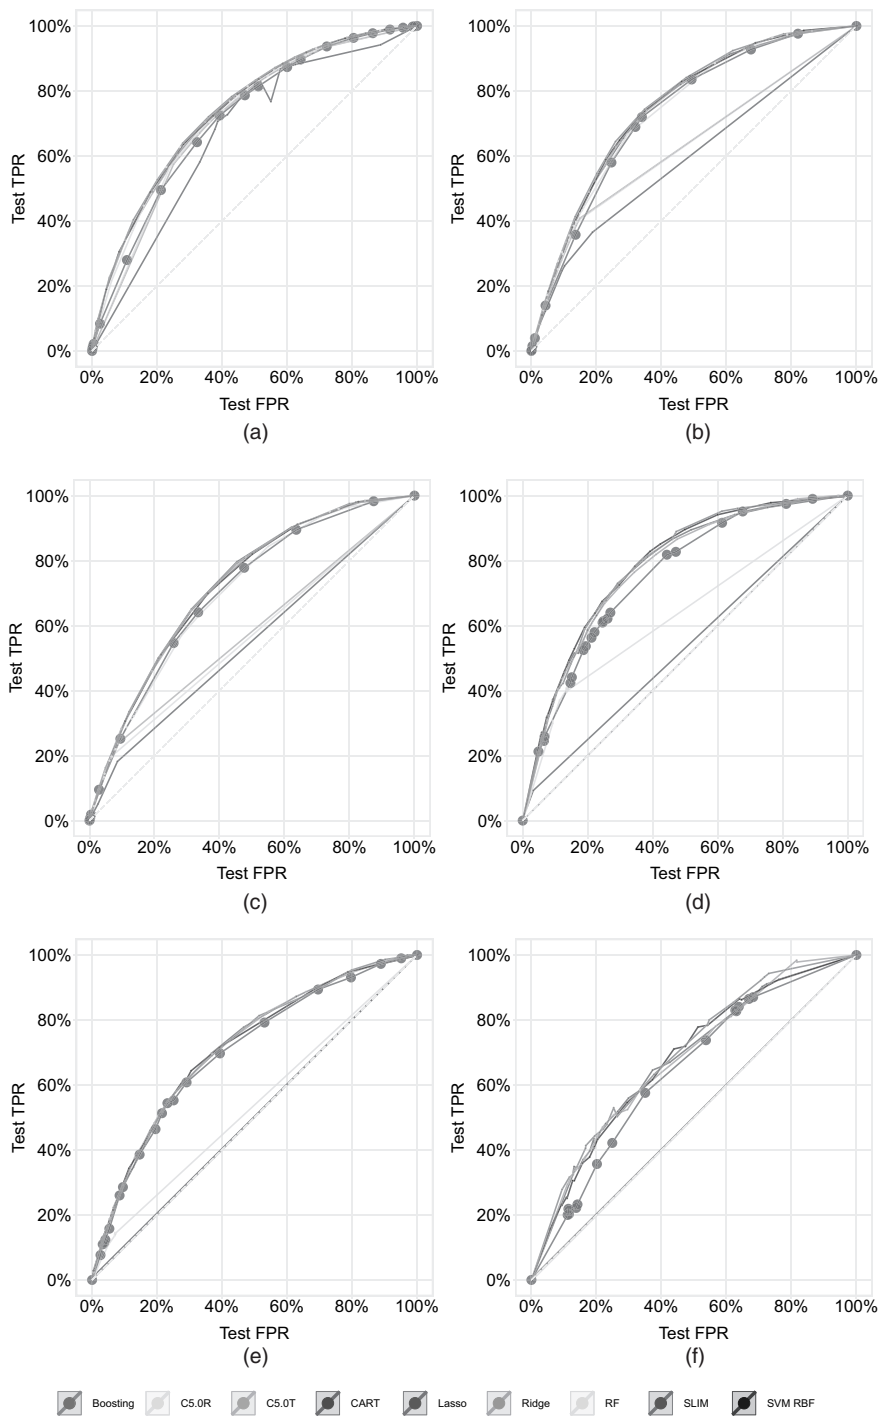 100% 100%
80% 80%
60% 60%
Test TPR Test TPR
40% 40%
20% 20%
0% 0%
0% 20% 40% 60% 80% 100% 0% 20% 40% 60% 80% 100%
Test FPR Test FPR
(a) (b)
100% 100%
80% 80%
60% 60%
Test TPR Test TPR
40% 40%
20% 20%
0% 0%
0% 20% 40% 60% 80% 100% 0% 20% 40% 60% 80% 100%
Test FPR Test FPR
(c) (d)
100% 100%
80% 80%
60% 60%
Test TPR Test TPR
40% 40%
20% 20%
0% 0%
0% 20% 40% 60% 80% 100% 0% 20% 40% 60% 80% 100%
Test FPR Test FPR
(e) (f)
Boosting C5.0R C5.0T CART Lasso Ridge RF SLIM SVM RBF